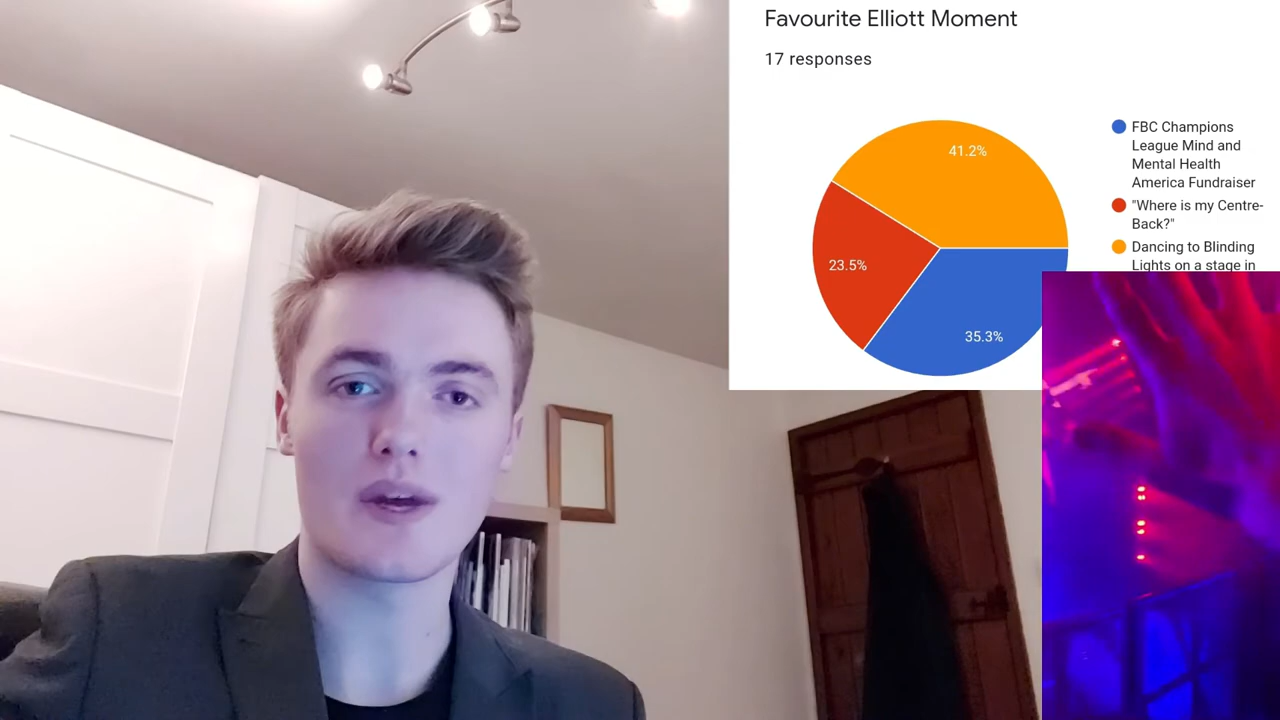 Favourite Elliott Moment
17 responses
41.2%
23.5%
35.3%
FBC Champions
League Mind and
Mental Health
America Fundraiser
"Where is my Centre-
Back?"
Dancing to Blinding
Lights on a stage in